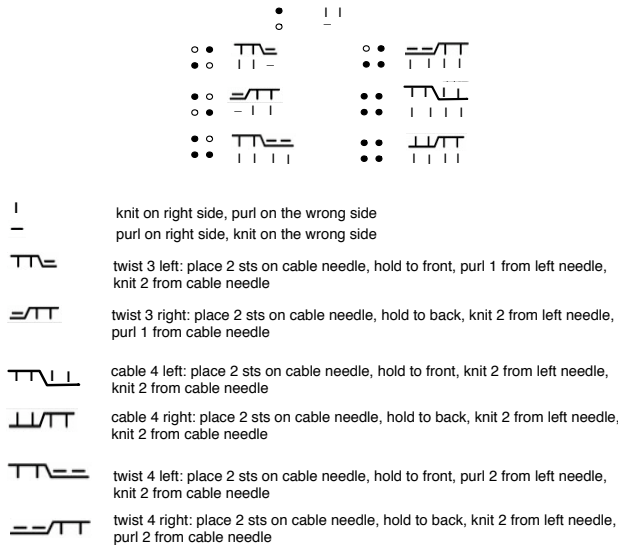 knit on right side, purl on the wrong side
purl on right side, knit on the wrong side
twist 3 left: place 2 sts on cable needle, hold to front, purl 1 from left needle,
knit 2 from cable needle
twist 3 right: place 2 sts on cable needle, hold to back, knit 2 from left needle,
purl 1 from cable needle
cable 4 left: place 2 sts on cable needle, hold to front, knit 2 from left needle,
knit 2 from cable needle
cable 4 right: place 2 sts on cable needle, hold to back, knit 2 from left needle,
knit 2 from cable needle
twist 4 left: place 2 sts on cable needle, hold to front, purl 2 from left needle,
knit 2 from cable needle
twist 4 right: place 2 sts on cable needle, hold to back, knit 2 from left needle,
purl 2 from cable needle